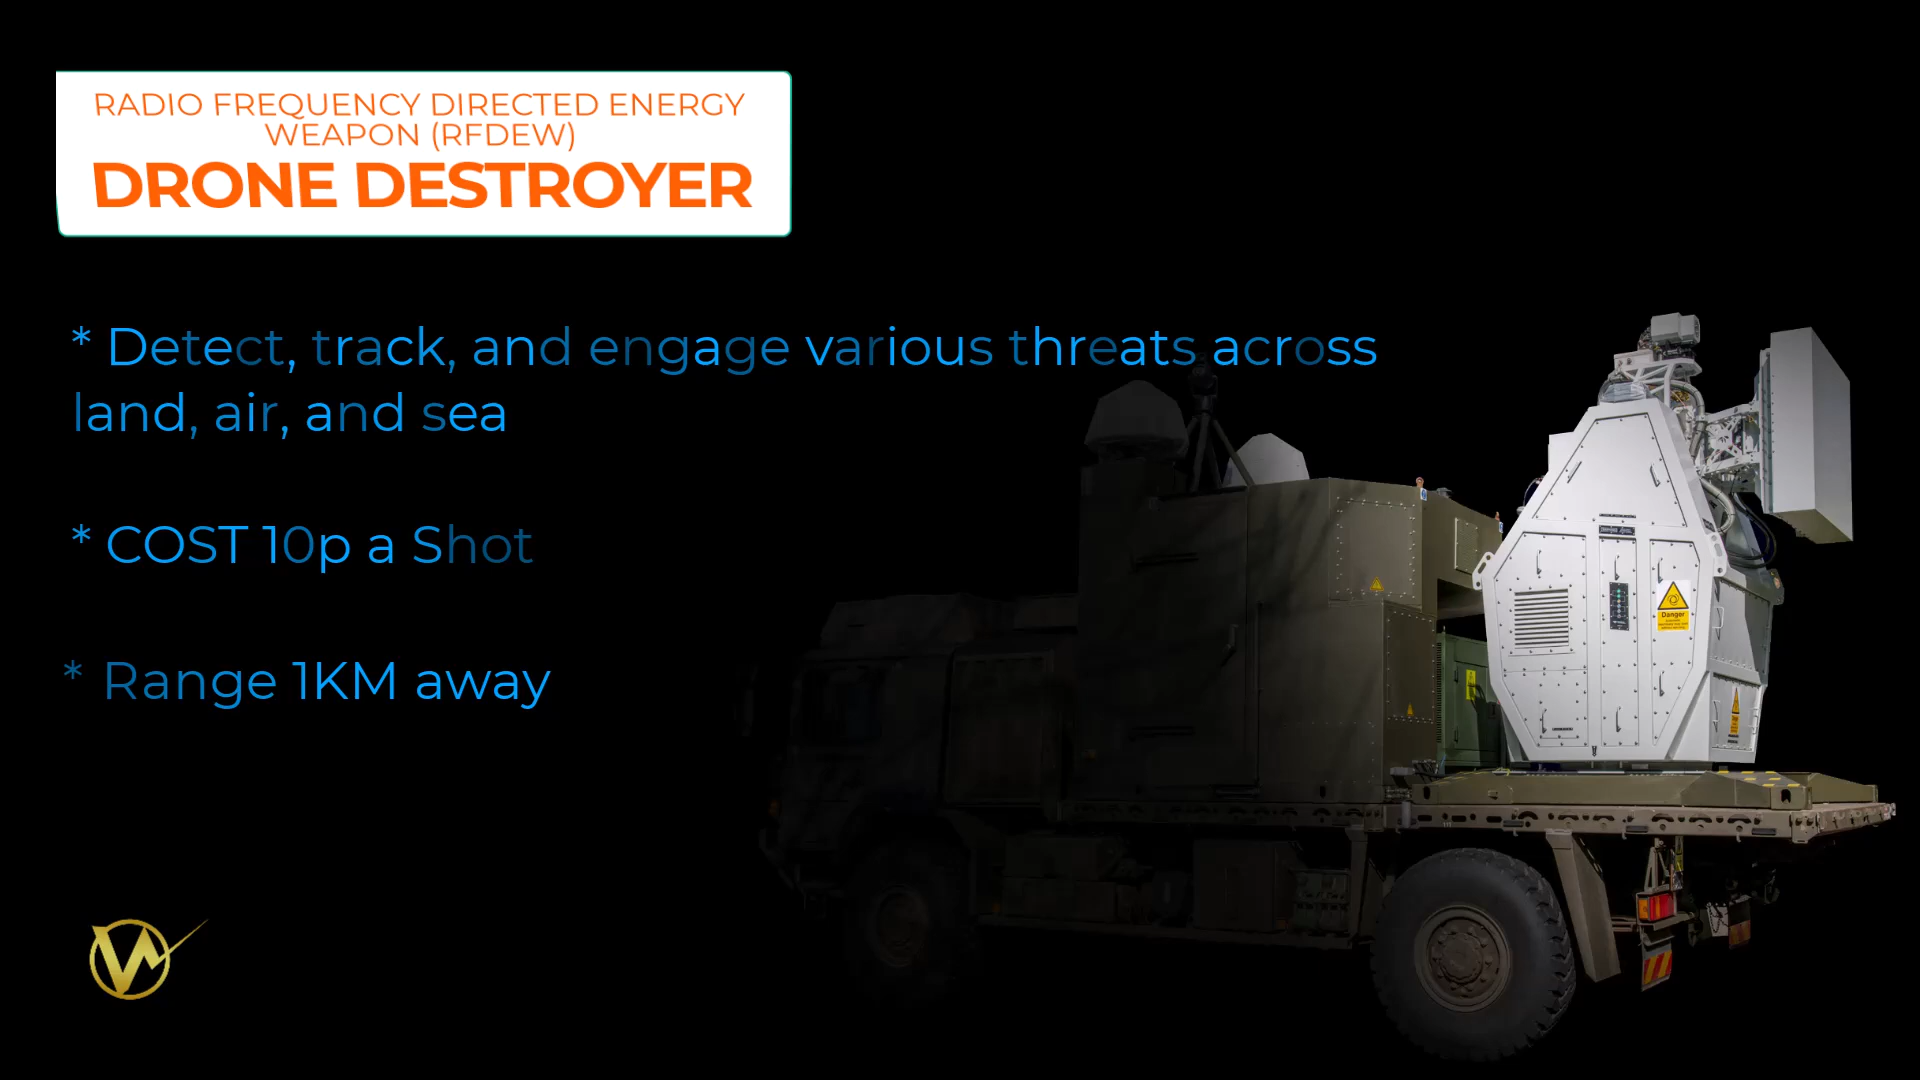 RADIO FREQUENCY DIRECTED ENERGY
WEAPON (RFDEW)
DRONE DESTROYER
* Detect, track, and engage various threats across
land, air, and sea
* COST 10p a Shot
* Range 1KM away
Danger